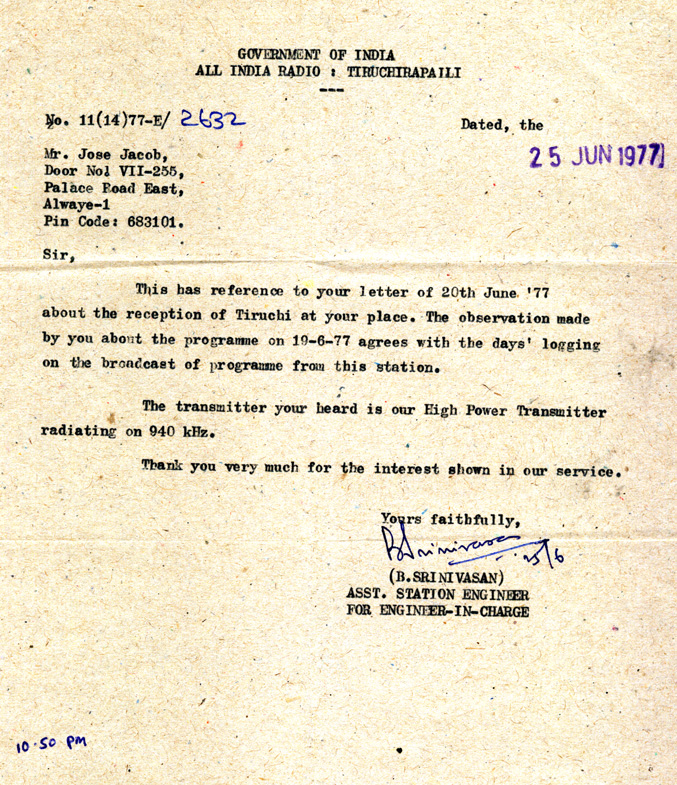 GOVERNMENT OF INDIA
ALL INDIA RADIO : TIRUCHIRAPAILI
---
No. 11(14)77-E/ 2632
Dated, the
25 JUN 1977
Mr. Jose Jacob,
Door No1 VII-255,
Palace Road East,
Alwaye-1
Pin Code: 683101.
Sir,
This has reference to your letter of 20th June '77
about the reception of Tiruchi at your place. The observation made
by you about the programme on 19-6-77 agrees with the days' logging
on the broadcast of programme from this station.
The transmitter your heard is our High Power Transmitter
radiating on 940 kHz.
Thank you very much for the interest shown in our service.
Yours faithfully,
B Srinivasan
25/6
(B.SRINIVASAN)
ASST. STATION ENGINEER
FOR ENGINEER-IN-CHARGE
10.50 PM